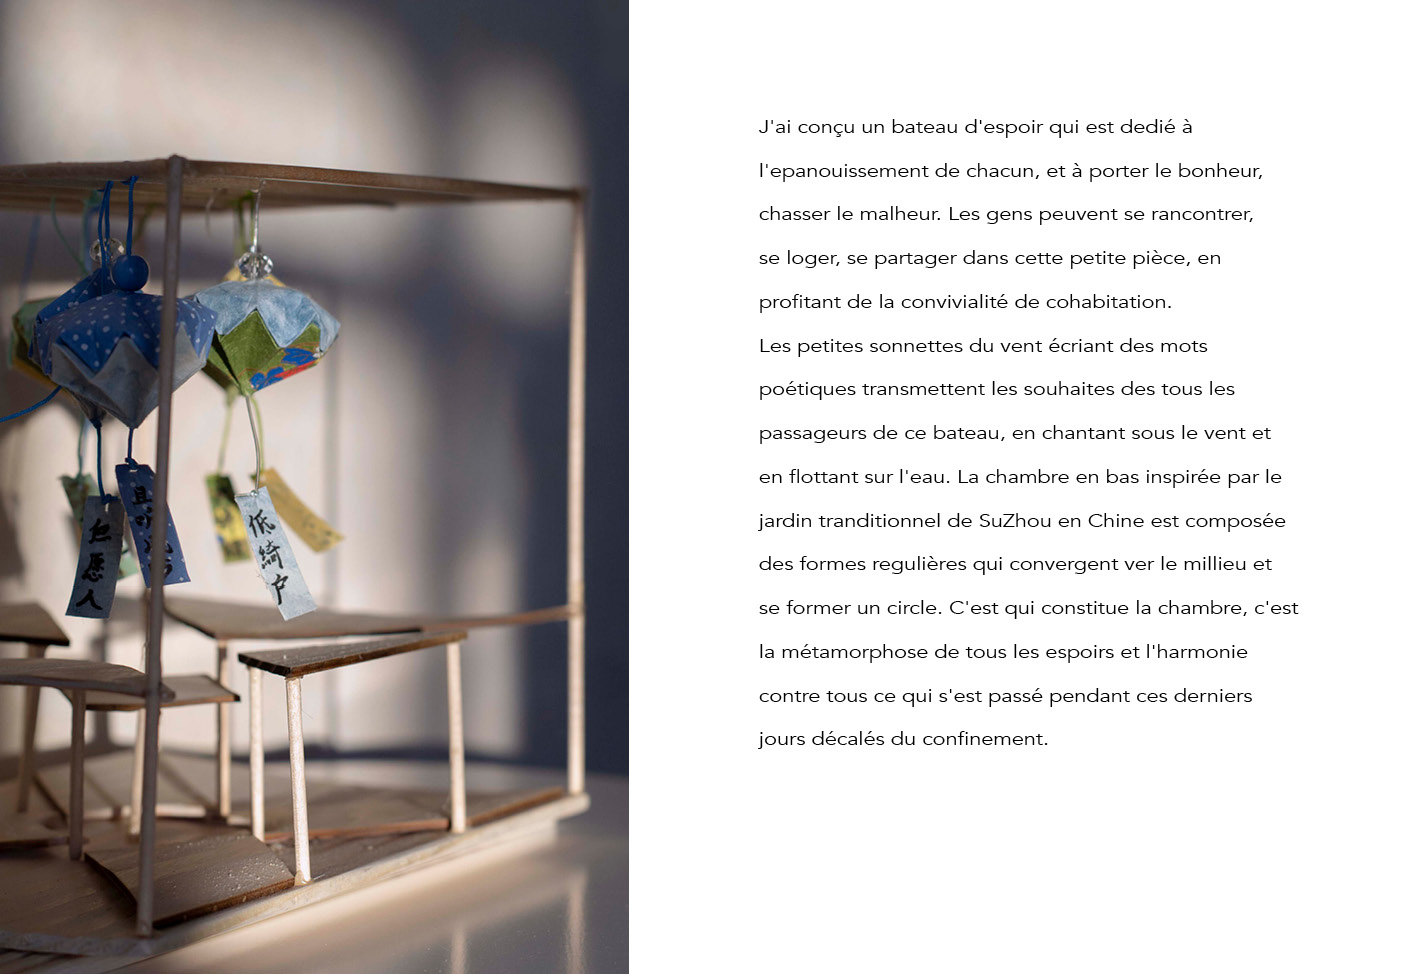 但愿人
低綺户
J'ai conçu un bateau d'espoir qui est dedié à
l'epanouissement de chacun, et à porter le bonheur,
chasser le malheur. Les gens peuvent se rancontrer,
se loger, se partager dans cette petite pièce, en
profitant de la convivialité de cohabitation.
Les petites sonnettes du vent écriant des mots
poétiques transmettent les souhaites des tous les
passageurs de ce bateau, en chantant sous le vent et
en flottant sur l'eau. La chambre en bas inspirée par le
jardin tranditionnel de SuZhou en Chine est composée
des formes regulières qui convergent ver le millieu et
se former un circle. C'est qui constitue la chambre, c'est
la métamorphose de tous les espoirs et l'harmonie
contre tous ce qui s'est passé pendant ces derniers
jours décalés du confinement.